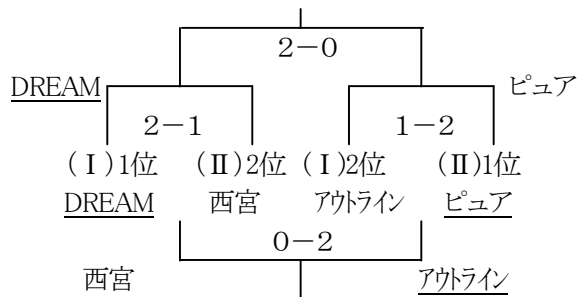 2−0
DREAM ピュア
2−1 1−2
(Ⅰ)1位 (Ⅱ)2位 (Ⅰ)2位 (Ⅱ)1位
DREAM 西宮 アウトライン ピュア
0−2
西宮 アウトライン